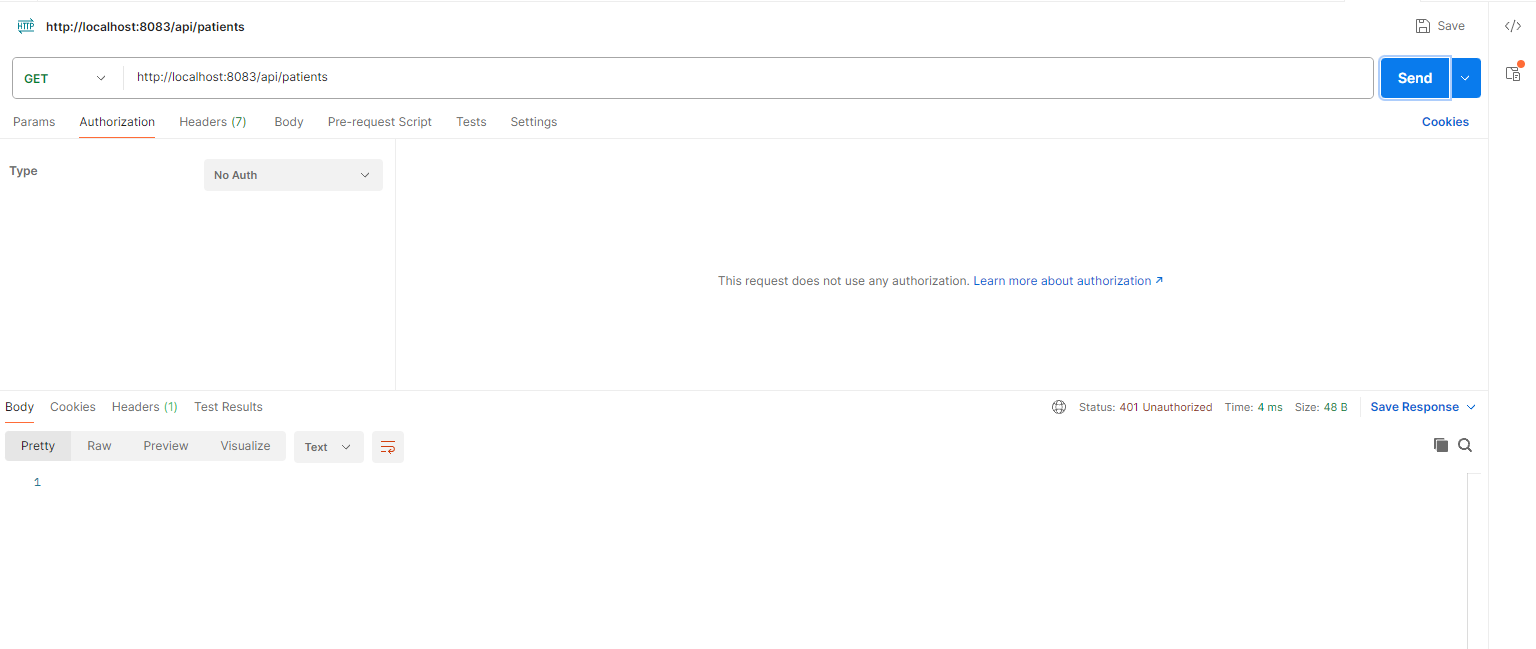 HTTP http://localhost:8083/api/patients Save
GET http://localhost:8083/api/patients Send
Params Authorization Headers (7) Body Pre-request Script Tests Settings Cookies
Type No Auth
This request does not use any authorization. Learn more about authorization ↗
Body Cookies Headers (1) Test Results Status: 401 Unauthorized Time: 4 ms Size: 48 B Save Response
Pretty Raw Preview Visualize Text
1